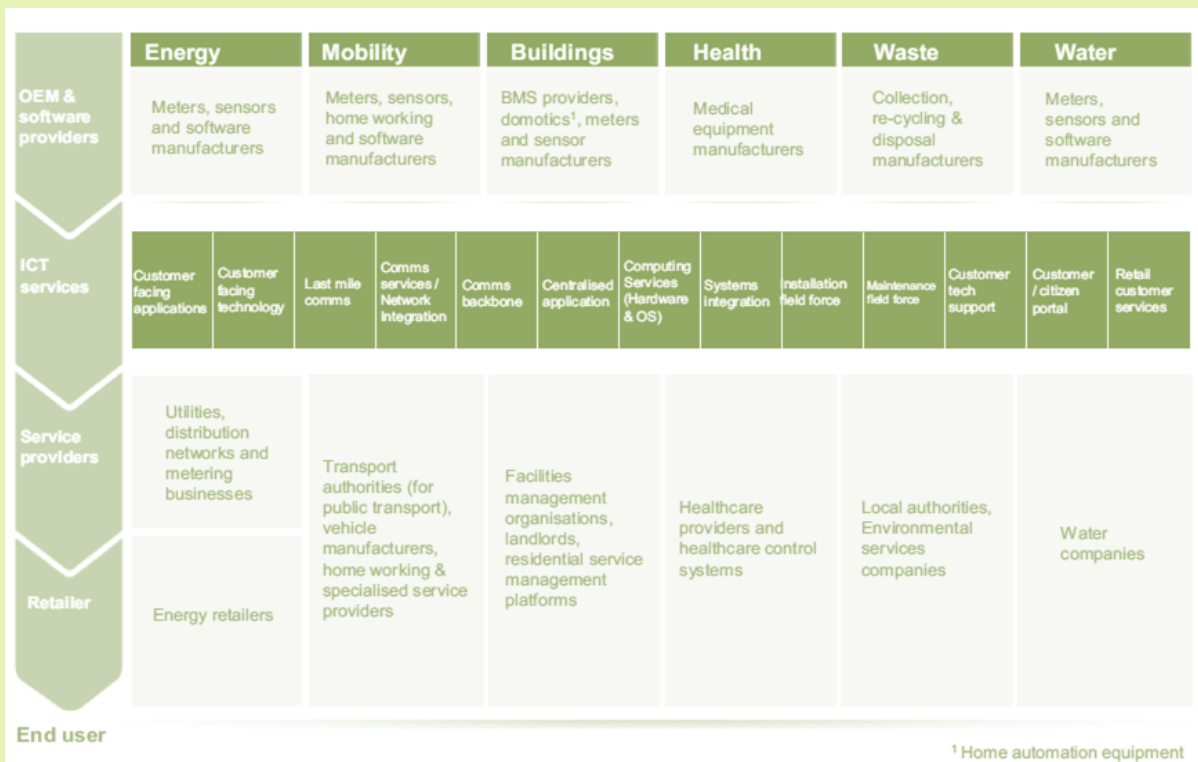 Energy
Mobility
Buildings
Health
Waste
Water
OEM &
software
providers
Meters, sensors
and software
manufacturers
Meters, sensors,
home working
and software
manufacturers
BMS providers,
domotics¹, meters
and sensor
manufacturers
Medical
equipment
manufacturers
Collection,
re-cycling &
disposal
manufacturers
Meters,
sensors and
software
manufacturers
ICT
services
Customer
facing
applications
Customer
facing
technology
Last mile
comms
Comms
services /
Network
Integration
Comms
backbone
Centralised
application
Computing
Services
(Hardware
& OS)
Systems
integration
Installation
field force
Maintenance
field force
Customer
tech
support
Customer
/ citizen
portal
Retail
customer
services
Service
providers
Utilities,
distribution
networks and
metering
businesses
Transport
authorities (for
public transport),
vehicle
manufacturers,
home working &
specialised service
providers
Facilities
management
organisations,
landlords,
residential service
management
platforms
Healthcare
providers and
healthcare control
systems
Local authorities,
Environmental
services
companies
Water
companies
Retailer
Energy retailers
End user
¹ Home automation equipment